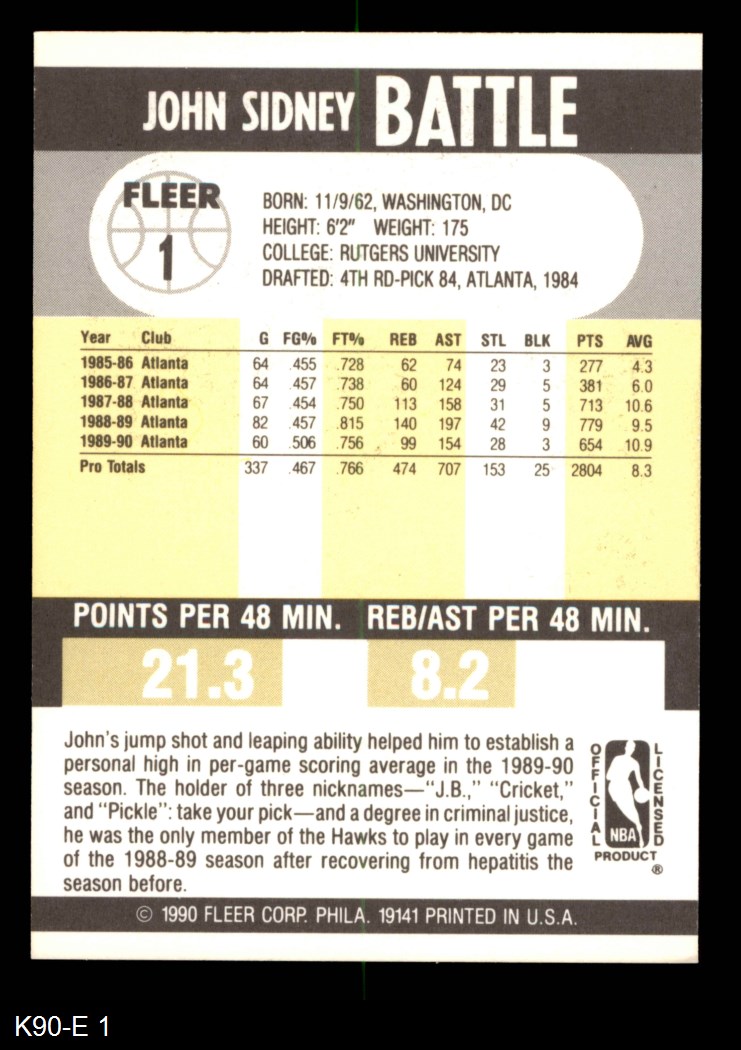 JOHN SIDNEY BATTLE
FLEER
1
BORN: 11/9/62, WASHINGTON, DC
HEIGHT: 6'2" WEIGHT: 175
COLLEGE: RUTGERS UNIVERSITY
DRAFTED: 4TH RD-PICK 84, ATLANTA, 1984
Year Club G FG% FT% REB AST STL BLK PTS AVG
1985-86 Atlanta 64 .455 .728 62 74 23 3 277 4.3
1986-87 Atlanta 64 .457 .738 60 124 29 5 381 6.0
1987-88 Atlanta 67 .454 .750 113 158 31 5 713 10.6
1988-89 Atlanta 82 .457 .815 140 197 42 9 779 9.5
1989-90 Atlanta 60 .506 .756 99 154 28 3 654 10.9
Pro Totals 337 .467 .766 474 707 153 25 2804 8.3
POINTS PER 48 MIN. REB/AST PER 48 MIN.
21.3 8.2
John's jump shot and leaping ability helped him to establish a
personal high in per-game scoring average in the 1989-90
season. The holder of three nicknames—"J.B.," "Cricket,"
and "Pickle": take your pick—and a degree in criminal justice,
he was the only member of the Hawks to play in every game
of the 1988-89 season after recovering from hepatitis the
season before.
OFFICIAL
LICENSED
NBA
PRODUCT
®
© 1990 FLEER CORP. PHILA. 19141 PRINTED IN U.S.A.
K90-E 1